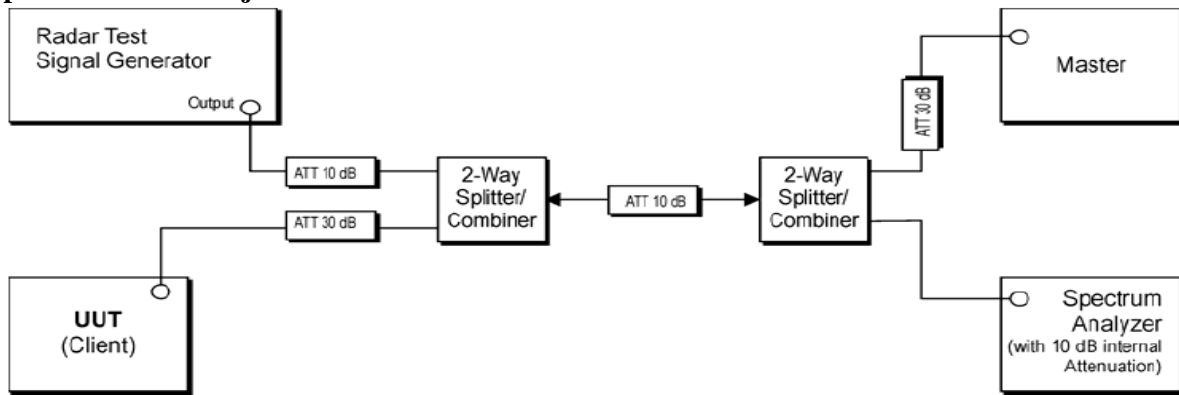 Radar Test
Signal Generator
Output
ATT 10 dB
2-Way
Splitter/
Combiner
ATT 30 dB
ATT 10 dB
2-Way
Splitter/
Combiner
ATT 30 dB
Master
UUT
(Client)
Spectrum
Analyzer
(with 10 dB internal
Attenuation)